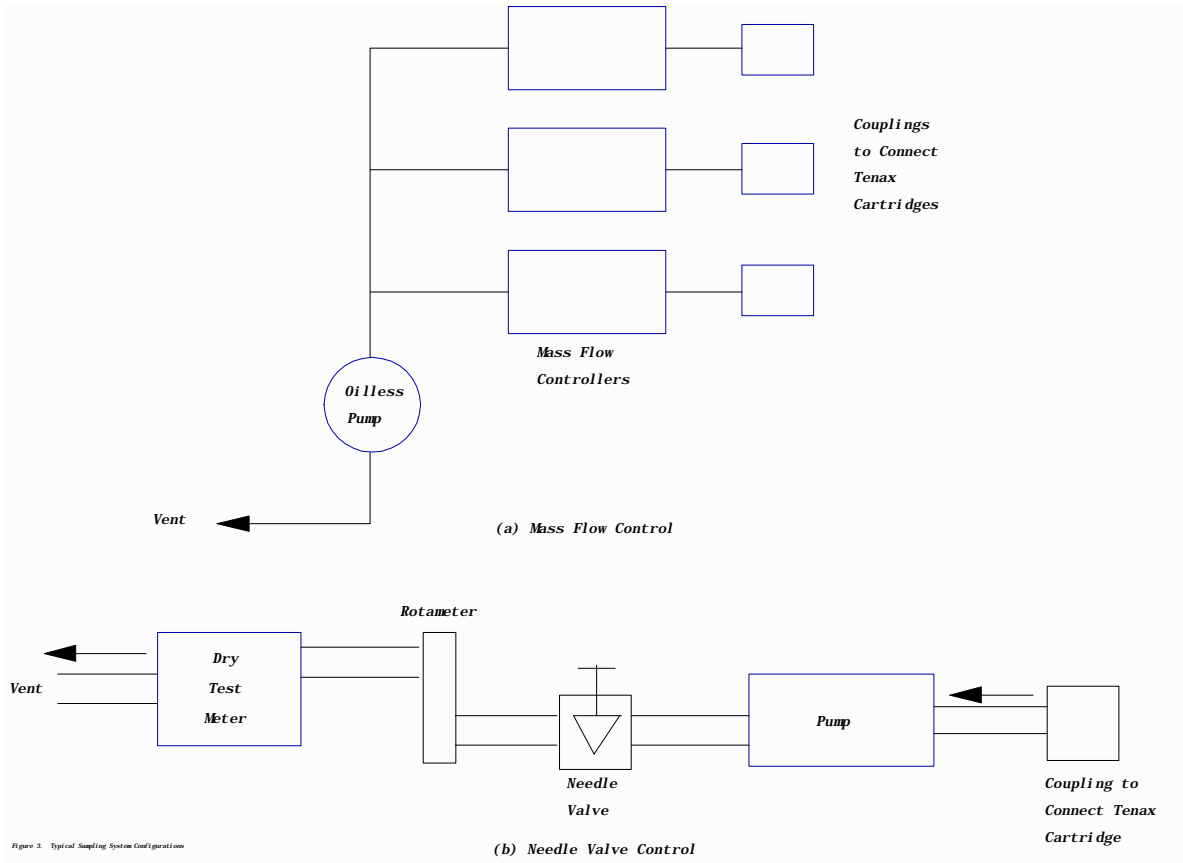 Couplings
to Connect
Tenax
Cartridges
Mass Flow
Controllers
Oilless
Pump
Vent
(a) Mass Flow Control
Rotameter
Dry
Test
Meter
Vent
Pump
Needle
Valve
Coupling to
Connect Tenax
Cartridge
Figure 3. Typical Sampling System Configurations
(b) Needle Valve Control